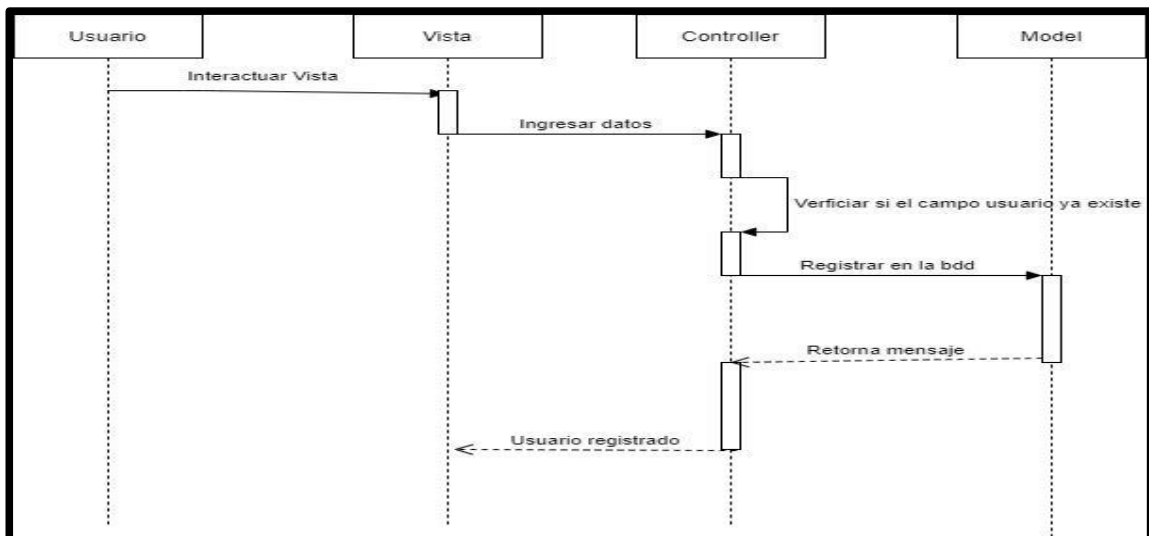 Usuario
Vista
Controller
Model
Interactuar Vista
Ingresar datos
Verficiar si el campo usuario ya existe
Registrar en la bdd
Retorna mensaje
Usuario registrado